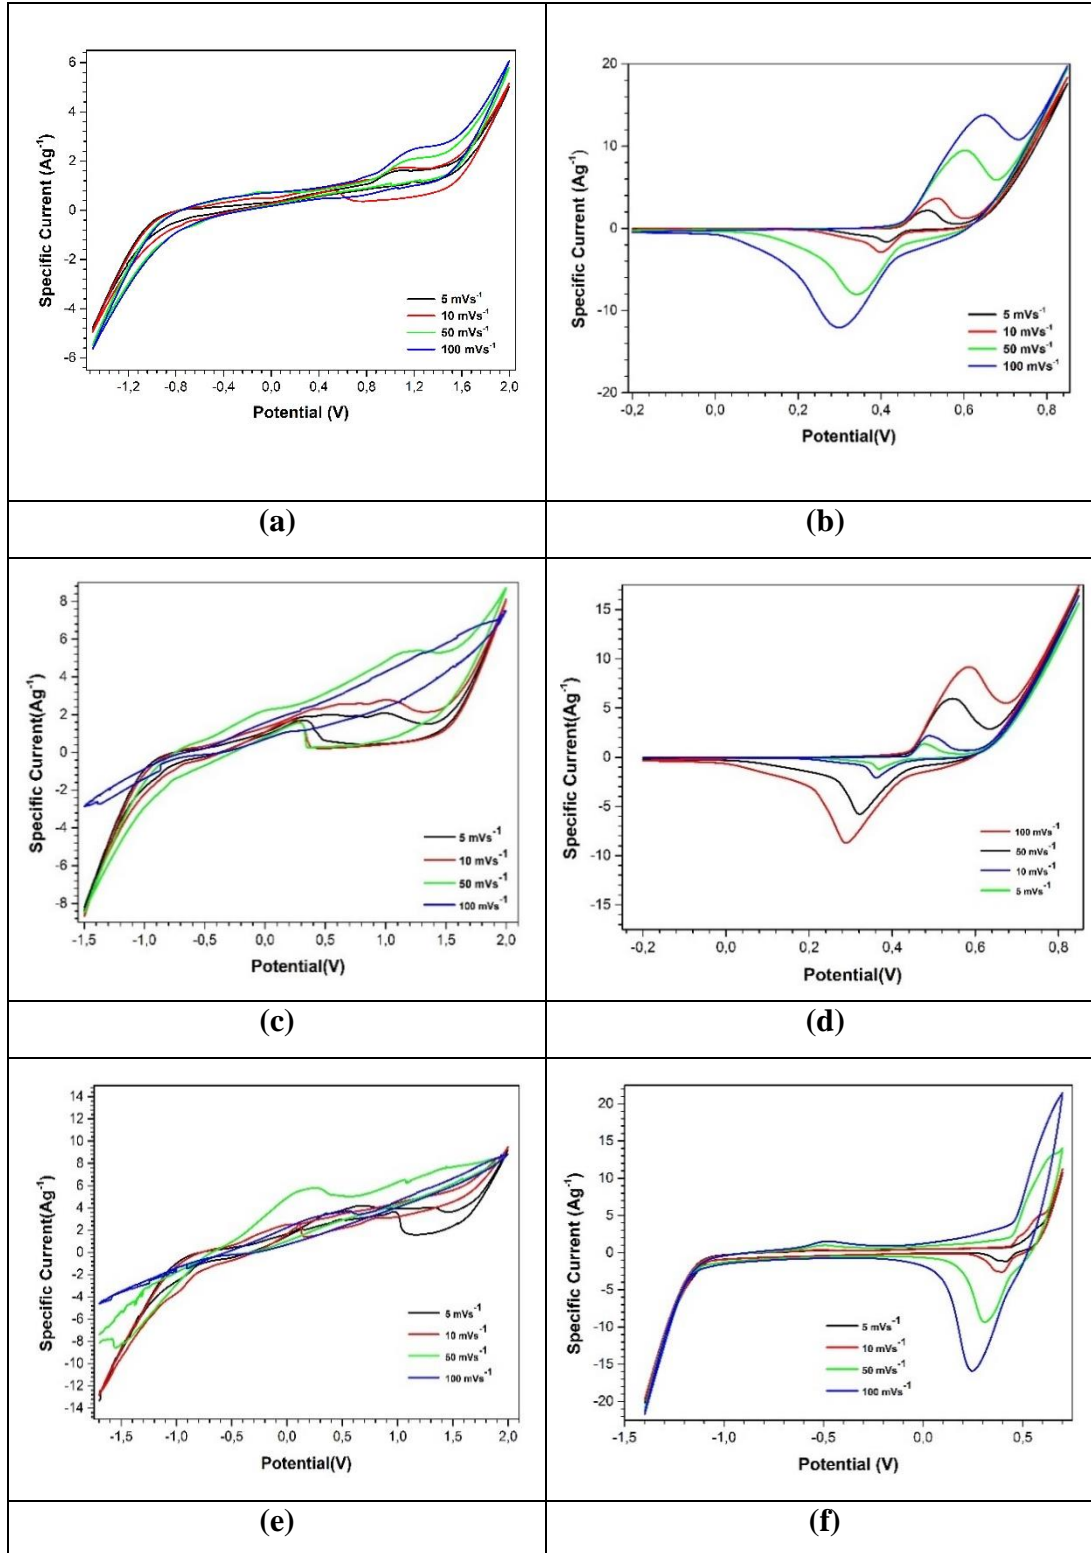 6
4
2
0
-2
-4
-6
Specific Current (Ag-1)
5 mVs-1
10 mVs-1
50 mVs-1
100 mVs-1
-1,2 -0,8 -0,4 0,0 0,4 0,8 1,2 1,6 2,0
Potential (V)
(a)
20
10
0
-10
-20
Specific Current (Ag-1)
5 mVs-1
10 mVs-1
50 mVs-1
100 mVs-1
-0,2 0,0 0,2 0,4 0,6 0,8
Potential(V)
(b)
8
6
4
2
0
-2
-4
-6
-8
Specific Current(Ag-1)
5 mVs-1
10 mVs-1
50 mVs-1
100 mVs-1
-1,5 -1,0 -0,5 0,0 0,5 1,0 1,5 2,0
Potential(V)
(c)
15
10
5
0
-5
-10
-15
Specific Current(Ag-1)
100 mVs-1
50 mVs-1
10 mVs-1
5 mVs-1
-0,2 0,0 0,2 0,4 0,6 0,8
Potential(V)
(d)
14
12
10
8
6
4
2
0
-2
-4
-6
-8
-10
-12
-14
Specific Current(Ag-1)
5 mVs-1
10 mVs-1
50 mVs-1
100 mVs-1
-1,5 -1,0 -0,5 0,0 0,5 1,0 1,5 2,0
Potential(V)
(e)
20
15
10
5
0
-5
-10
-15
-20
Specific Current (Ag-1)
5 mVs-1
10 mVs-1
50 mVs-1
100 mVs-1
-1,5 -1,0 -0,5 0,0 0,5
Potential (V)
(f)